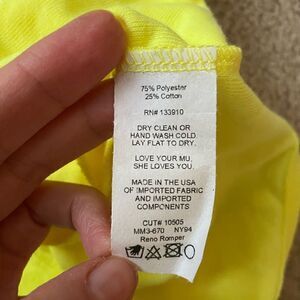 75% Polyester
25% Cotton
RN# 133910
DRY CLEAN OR
HAND WASH COLD.
LAY FLAT TO DRY.
LOVE YOUR MU,
SHE LOVES YOU.
MADE IN THE USA
OF IMPORTED FABRIC
AND IMPORTED
COMPONENTS
CUT# 10505
MM3-670 NY94
Reno Romper